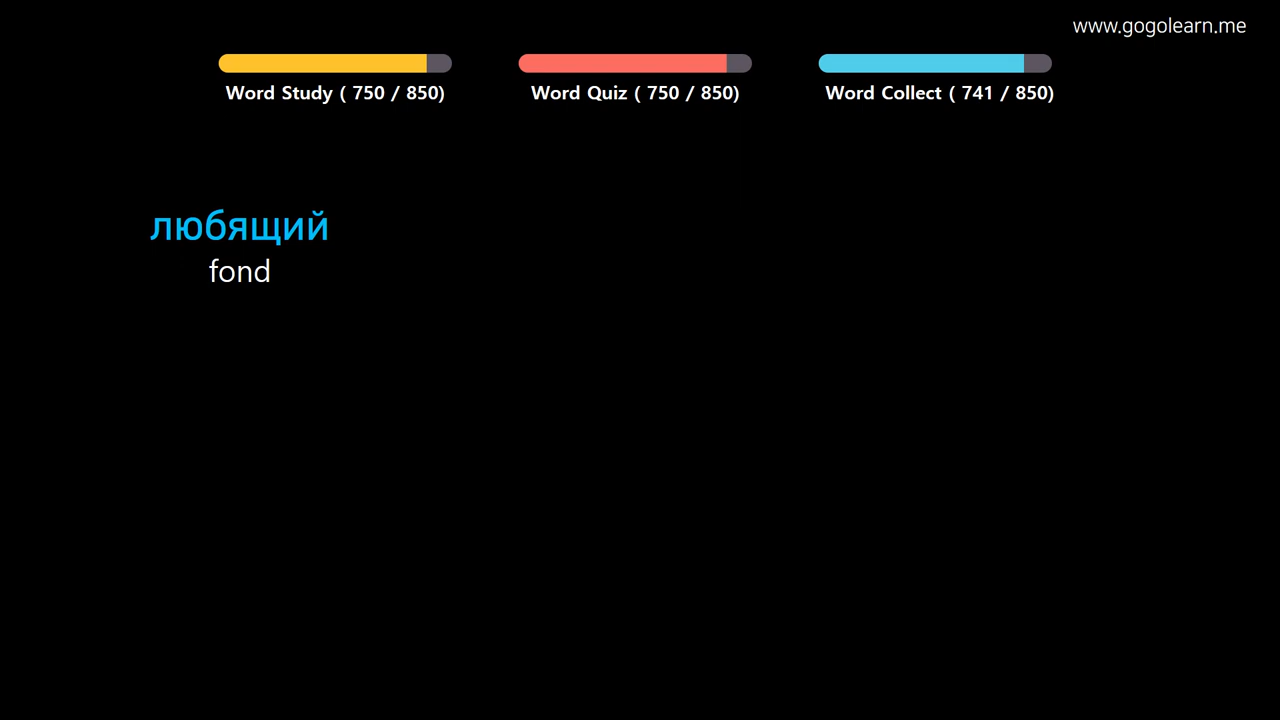 www.gogolearn.me
Word Study ( 750 / 850)
Word Quiz ( 750 / 850)
Word Collect ( 741 / 850)
любящий
fond